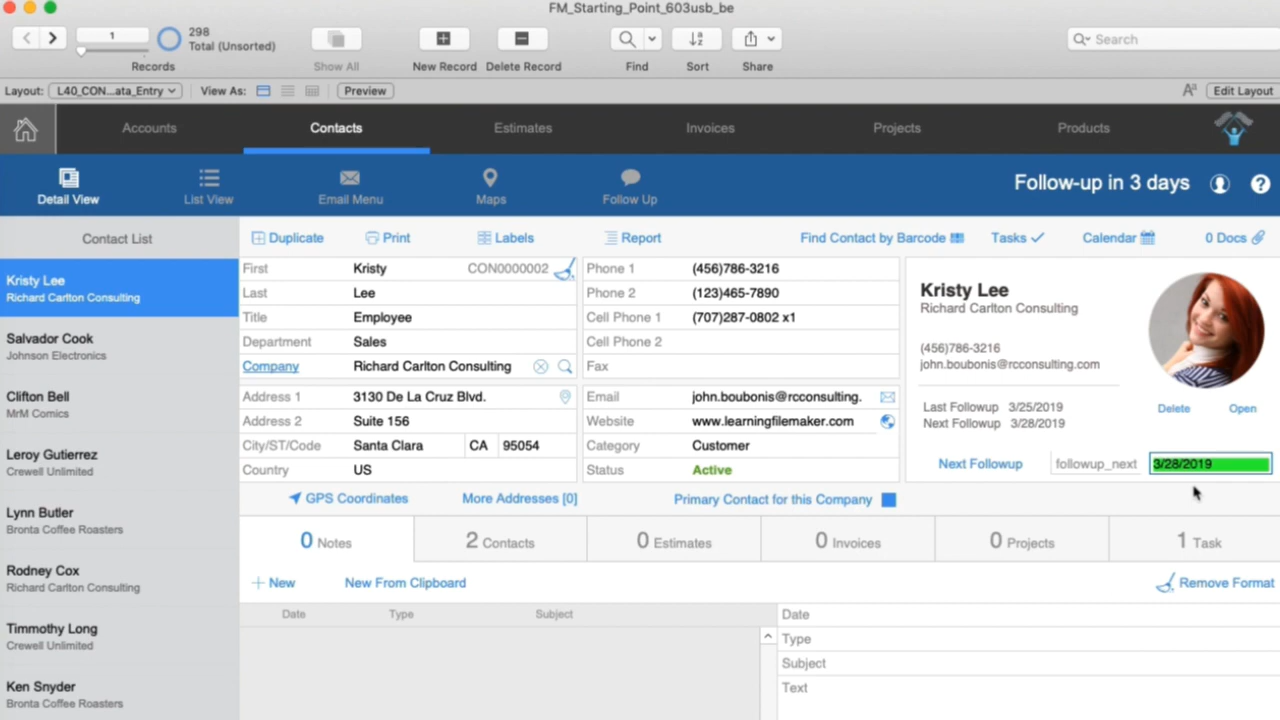 FM_Starting_Point_603usb_be
1
298
Total (Unsorted)
Records
Show All
New Record
Delete Record
Find
Sort
Share
Search
Layout:
L40_CON...ata_Entry
View As:
Preview
Aª
Edit Layout
Accounts
Contacts
Estimates
Invoices
Projects
Products
Detail View
List View
Email Menu
Maps
Follow Up
Follow-up in 3 days
?
Contact List
Duplicate
Print
Labels
Report
Find Contact by Barcode
Tasks
Calendar
0 Docs
Kristy Lee
Richard Carlton Consulting
Salvador Cook
Johnson Electronics
Clifton Bell
MrM Comics
Leroy Gutierrez
Crewell Unlimited
Lynn Butler
Bronta Coffee Roasters
Rodney Cox
Richard Carlton Consulting
Timmothy Long
Crewell Unlimited
Ken Snyder
Bronta Coffee Roasters
First Kristy CON0000002
Last Lee
Title Employee
Department Sales
Company Richard Carlton Consulting
Address 1 3130 De La Cruz Blvd.
Address 2 Suite 156
City/ST/Code Santa Clara CA 95054
Country US
Phone 1 (456)786-3216
Phone 2 (123)465-7890
Cell Phone 1 (707)287-0802 x1
Cell Phone 2
Fax
Email john.boubonis@rcconsulting.
Website www.learningfilemaker.com
Category Customer
Status Active
Kristy Lee
Richard Carlton Consulting
(456)786-3216
john.boubonis@rcconsulting.com
Last Followup 3/25/2019
Next Followup 3/28/2019
Delete
Open
Next Followup
followup_next
3/28/2019
GPS Coordinates
More Addresses [0]
Primary Contact for this Company
0 Notes
2 Contacts
0 Estimates
0 Invoices
0 Projects
1 Task
New
New From Clipboard
Remove Format
Date
Type
Subject
Date
Type
Subject
Text